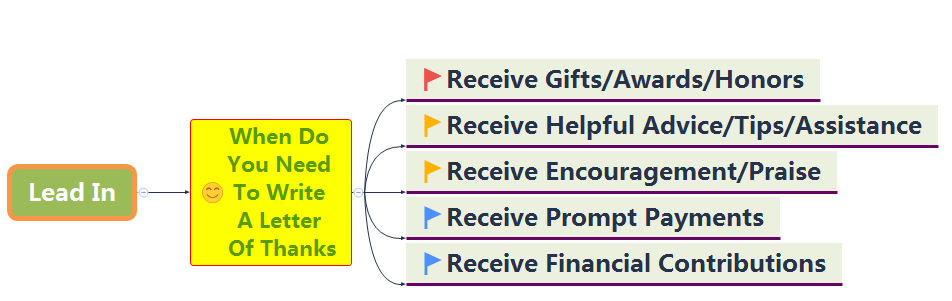 Lead In
When Do
You Need
To Write
A Letter
Of Thanks
Receive Gifts/Awards/Honors
Receive Helpful Advice/Tips/Assistance
Receive Encouragement/Praise
Receive Prompt Payments
Receive Financial Contributions